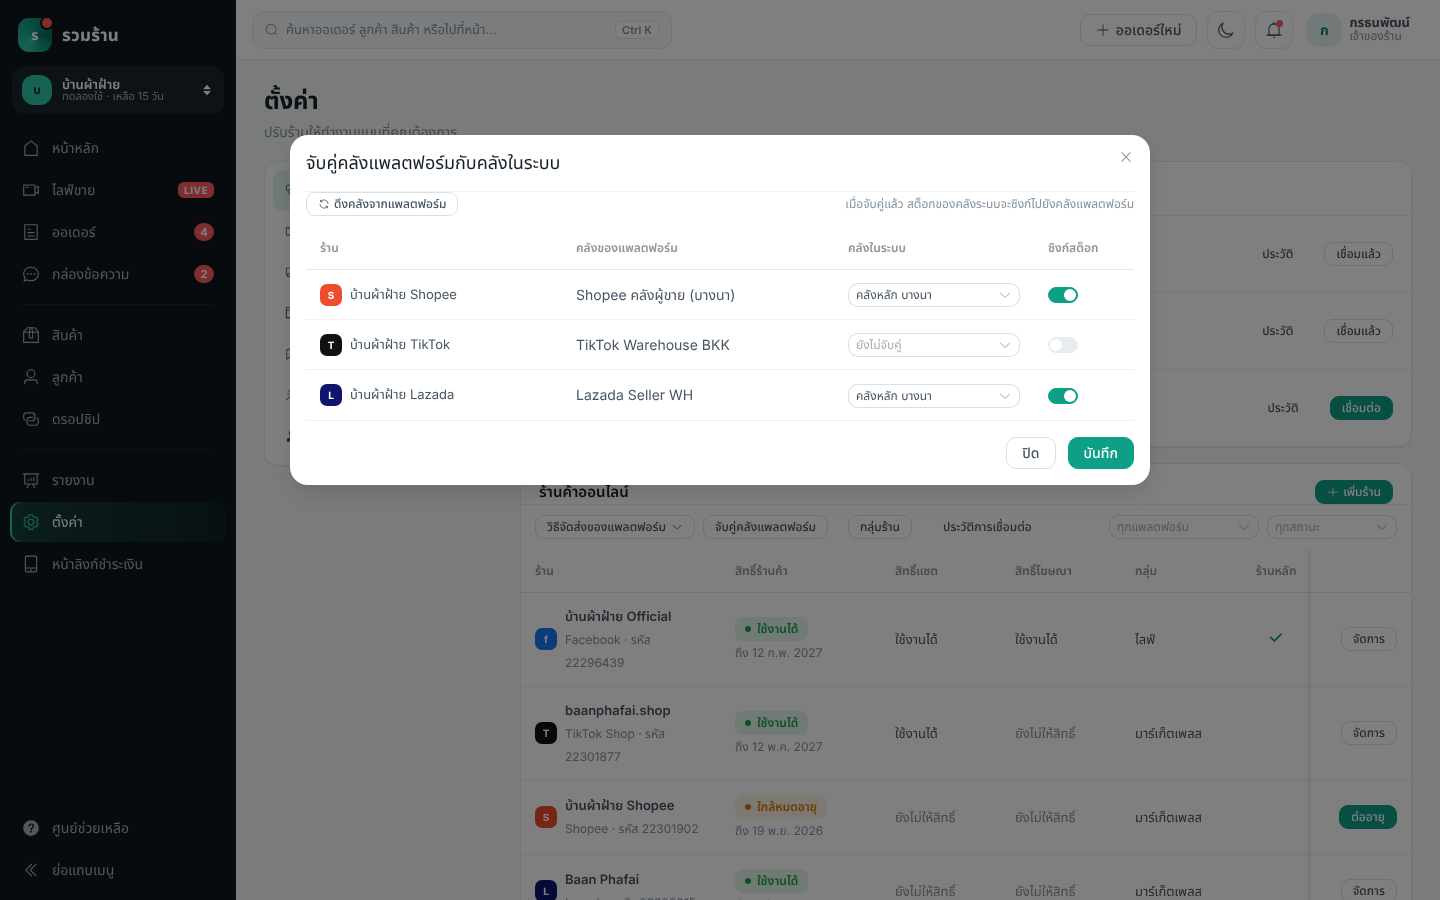 s
รวมร้าน
ค้นหาออเดอร์ ลูกค้า สินค้า หรือไปที่หน้า...
Ctrl K
ออเดอร์ใหม่
ก
กรธนพัฒน์
เจ้าของร้าน
บ
บ้านผ้าฝ้าย
ทดลองใช้ · เหลือ 15 วัน
หน้าหลัก
ไลฟ์ขาย
LIVE
ออเดอร์
4
กล่องข้อความ
2
สินค้า
ลูกค้า
ดรอปชิป
รายงาน
ตั้งค่า
หน้าลิงก์ชำระเงิน
ศูนย์ช่วยเหลือ
ย่อแถบเมนู
ตั้งค่า
ปรับร้านให้ทำงานแบบที่คุณต้องการ
จับคู่คลังแพลตฟอร์มกับคลังในระบบ
ดึงคลังจากแพลตฟอร์ม
เมื่อจับคู่แล้ว สต็อกของคลังระบบจะซิงก์ไปยังคลังแพลตฟอร์ม
ร้าน คลังของแพลตฟอร์ม คลังในระบบ ซิงก์สต็อก
S บ้านผ้าฝ้าย Shopee Shopee คลังผู้ขาย (บางนา) คลังหลัก บางนา
T บ้านผ้าฝ้าย TikTok TikTok Warehouse BKK ยังไม่จับคู่
L บ้านผ้าฝ้าย Lazada Lazada Seller WH คลังหลัก บางนา
ปิด บันทึก
ประวัติ เชื่อมแล้ว
ประวัติ เชื่อมแล้ว
ประวัติ เชื่อมต่อ
ร้านค้าออนไลน์
เพิ่มร้าน
วิธีจัดส่งของแพลตฟอร์ม จับคู่คลังแพลตฟอร์ม กลุ่มร้าน ประวัติการเชื่อมต่อ ทุกแพลตฟอร์ม ทุกสถานะ
ร้าน สิทธิ์ร้านค้า สิทธิ์แชต สิทธิ์โฆษณา กลุ่ม ร้านหลัก
f
บ้านผ้าฝ้าย Official
Facebook · รหัส
22296439
ใช้งานได้
ถึง 12 ก.พ. 2027
ใช้งานได้ ใช้งานได้ ไลฟ์ จัดการ
T
baanphafai.shop
TikTok Shop · รหัส
22301877
ใช้งานได้
ถึง 12 พ.ค. 2027
ใช้งานได้ ยังไม่ให้สิทธิ์ มาร์เก็ตเพลส จัดการ
S
บ้านผ้าฝ้าย Shopee
Shopee · รหัส 22301902
ใกล้หมดอายุ
ถึง 19 พ.ย. 2026
ยังไม่ให้สิทธิ์ ยังไม่ให้สิทธิ์ มาร์เก็ตเพลส ต่ออายุ
L
Baan Phafai
ใช้งานได้
ยังไม่ให้สิทธิ์ ยังไม่ให้สิทธิ์ มาร์เก็ตเพลส จัดการ